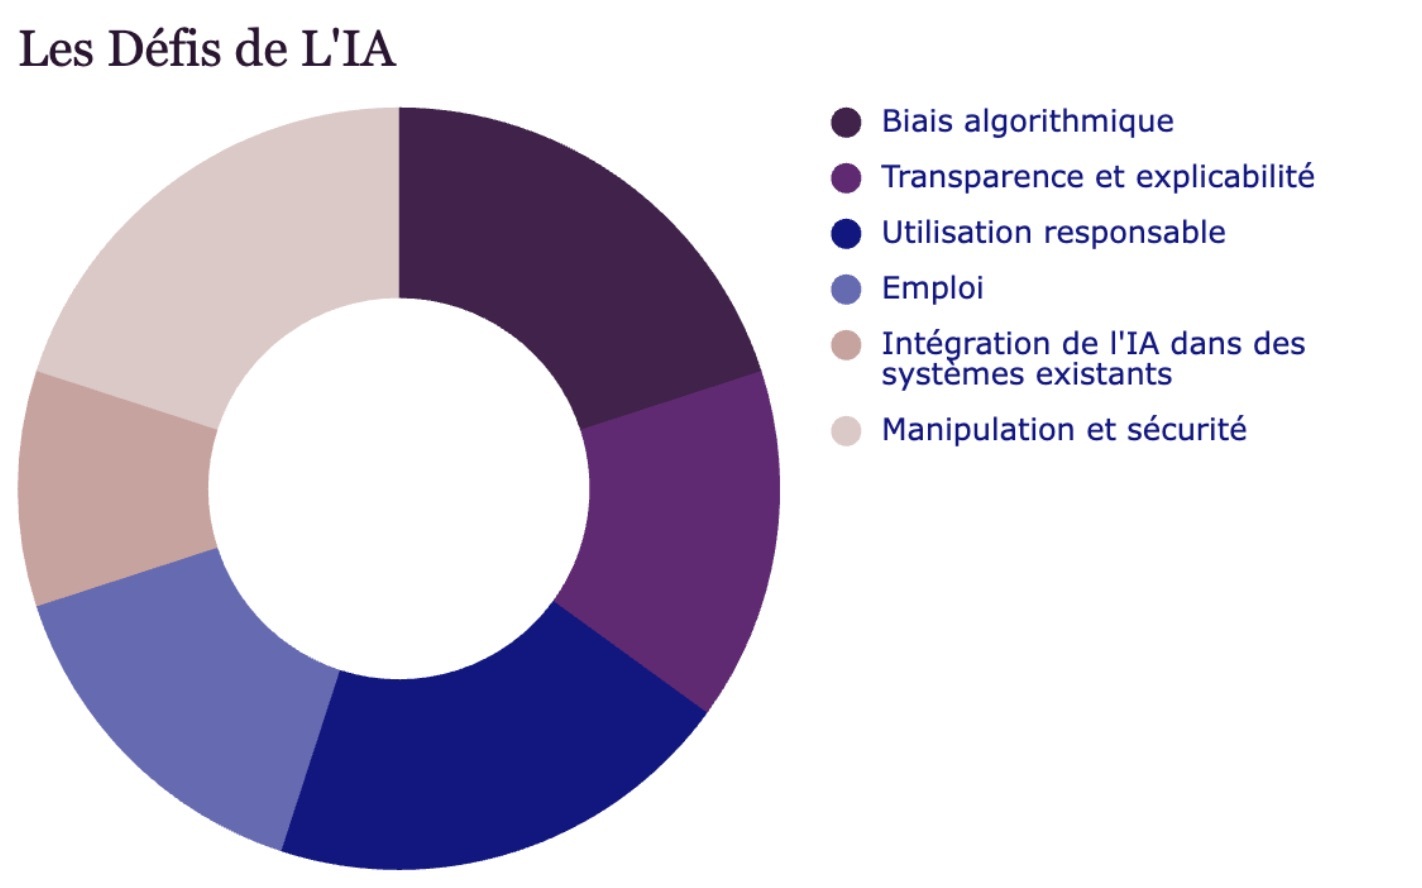 Les Défis de L'IA
Biais algorithmique
Transparence et explicabilité
Utilisation responsable
Emploi
Intégration de l'IA dans des
systèmes existants
Manipulation et sécurité